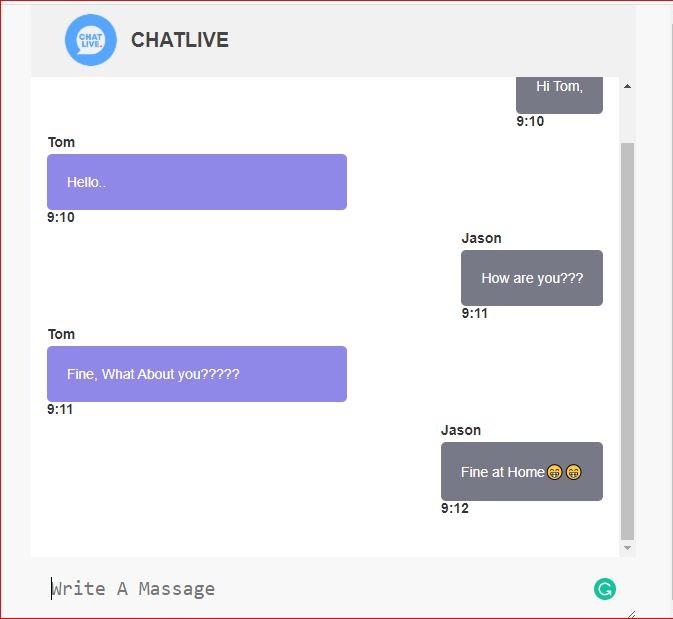 CHAT
LIVE.
CHATLIVE
Hi Tom,
9:10
Tom
Hello..
9:10
Jason
How are you???
9:11
Tom
Fine, What About you?????
9:11
Jason
Fine at Home😁😁
9:12
Write A Massage